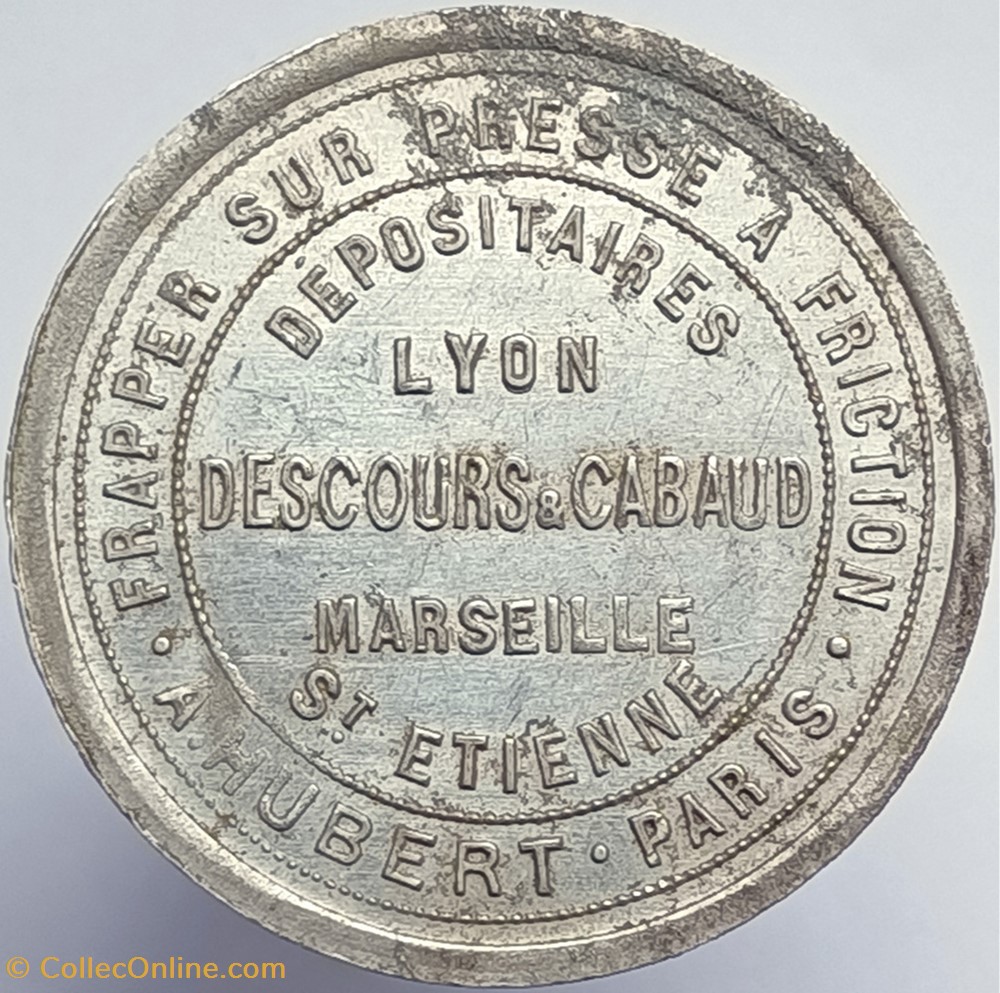 FRAPPER SUR PRESSE A FRICTION
• A. HUBERT • PARIS •
DÉPOSITAIRES
LYON
DESCOURS & CABAUD
MARSEILLE
ST. ETIENNE
© CollecOnline.com